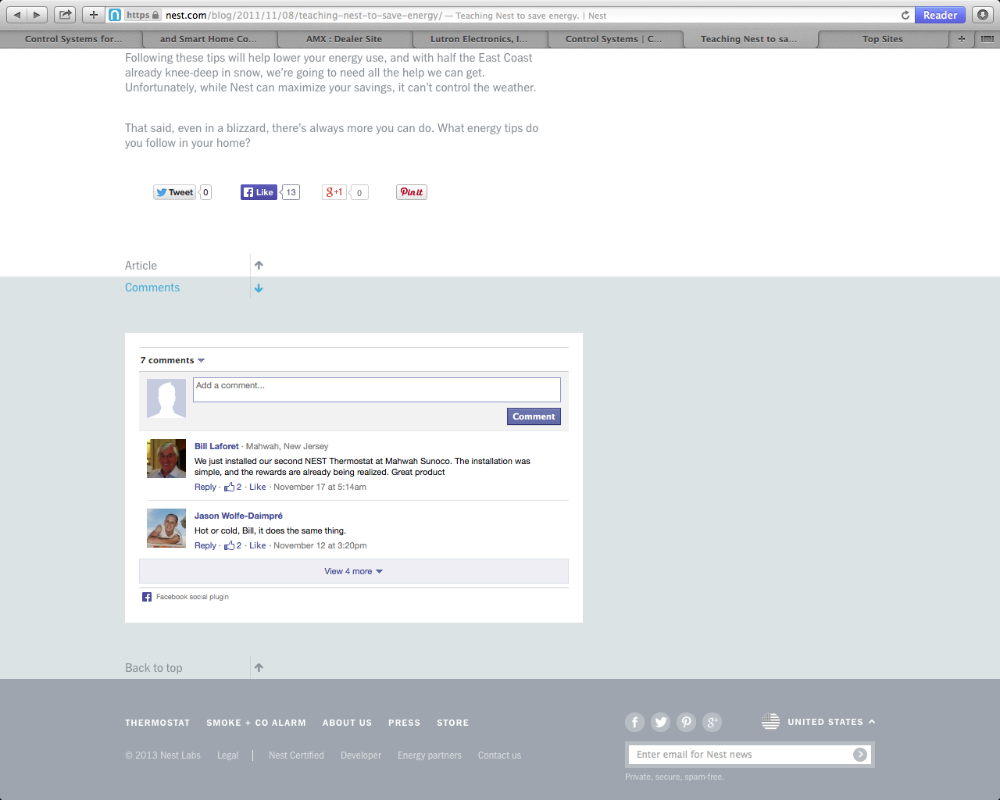 https nest.com/blog/2011/11/08/teaching-nest-to-save-energy/ — Teaching Nest to save energy. | Nest
Reader
Control Systems for... and Smart Home Co... AMX : Dealer Site Lutron Electronics, I... Control Systems | C... Teaching Nest to sa... Top Sites +
Following these tips will help lower your energy use, and with half the East Coast
already knee-deep in snow, we’re going to need all the help we can get.
Unfortunately, while Nest can maximize your savings, it can’t control the weather.
That said, even in a blizzard, there’s always more you can do. What energy tips do
you follow in your home?
Tweet 0 Like 13 g+1 0 Pin it
Article
Comments
7 comments
Add a comment...
Comment
Bill Laforet · Mahwah, New Jersey
We just installed our second NEST Thermostat at Mahwah Sunoco. The installation was
simple, and the rewards are already being realized. Great product
Reply · 2 · Like · November 17 at 5:14am
Jason Wolfe-Daimpré
Hot or cold, Bill, it does the same thing.
Reply · 2 · Like · November 12 at 3:20pm
View 4 more
Facebook social plugin
Back to top
THERMOSTAT SMOKE + CO ALARM ABOUT US PRESS STORE
UNITED STATES
© 2013 Nest Labs Legal | Nest Certified Developer Energy partners Contact us
Enter email for Nest news
Private, secure, spam-free.